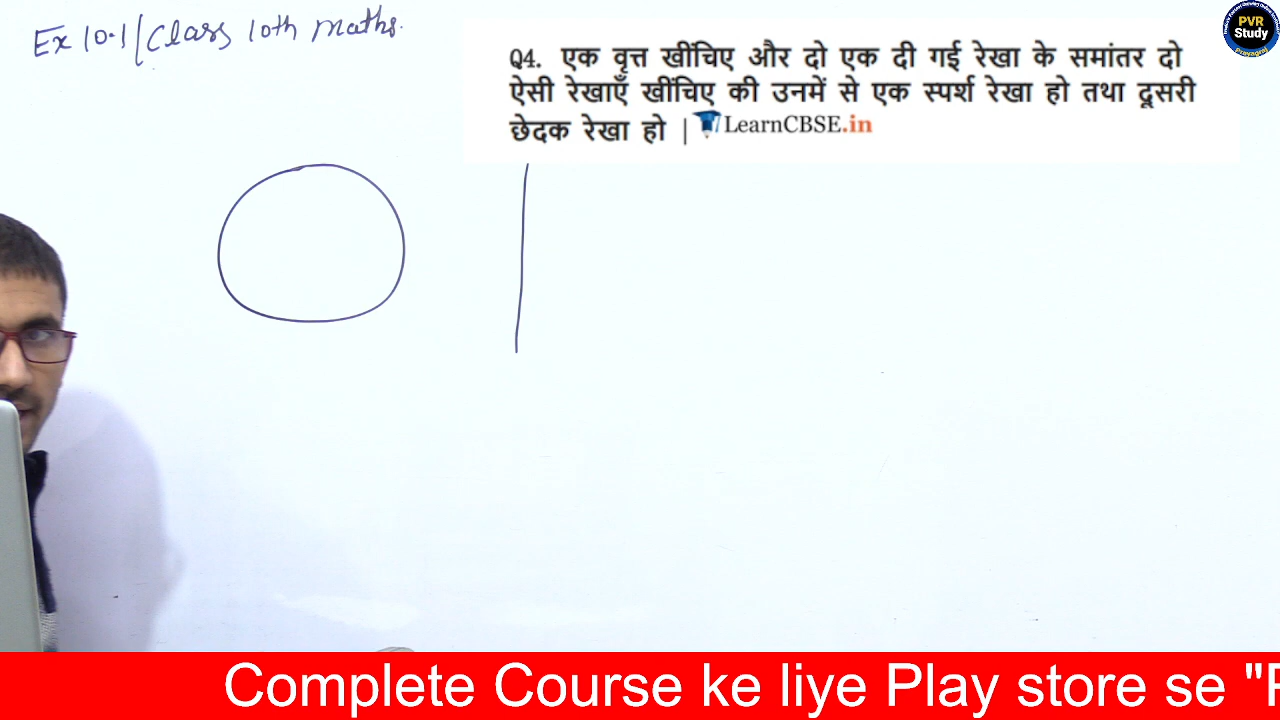 Ex 10.1 | Class 10th Maths.
PVR
Study
Prayagraj
Q4. एक वृत्त खींचिए और दो एक दी गई रेखा के समांतर दो
ऐसी रेखाएँ खींचिए की उनमें से एक स्पर्श रेखा हो तथा दूसरी
छेदक रेखा हो |
LearnCBSE.in
Complete Course ke liye Play store se "P